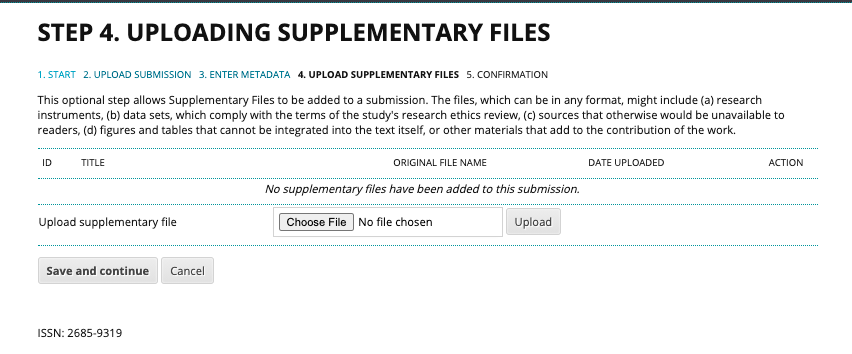 STEP 4. UPLOADING SUPPLEMENTARY FILES
1. START 2. UPLOAD SUBMISSION 3. ENTER METADATA 4. UPLOAD SUPPLEMENTARY FILES 5. CONFIRMATION
This optional step allows Supplementary Files to be added to a submission. The files, which can be in any format, might include (a) research
instruments, (b) data sets, which comply with the terms of the study's research ethics review, (c) sources that otherwise would be unavailable to
readers, (d) figures and tables that cannot be integrated into the text itself, or other materials that add to the contribution of the work.
ID TITLE ORIGINAL FILE NAME DATE UPLOADED ACTION
No supplementary files have been added to this submission.
Upload supplementary file Choose File No file chosen Upload
Save and continue Cancel
ISSN: 2685-9319